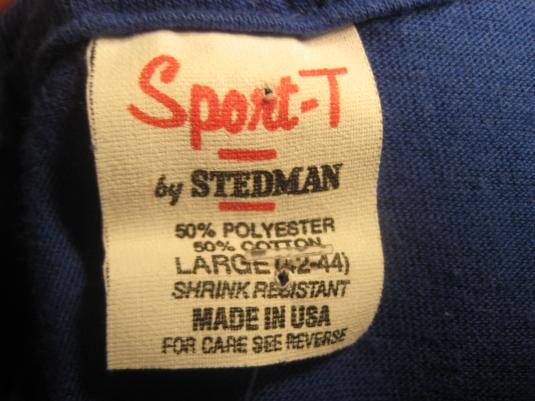 Sport-T
by STEDMAN
50% POLYESTER
50% COTTON
LARGE (42-44)
SHRINK RESISTANT
MADE IN USA
FOR CARE SEE REVERSE